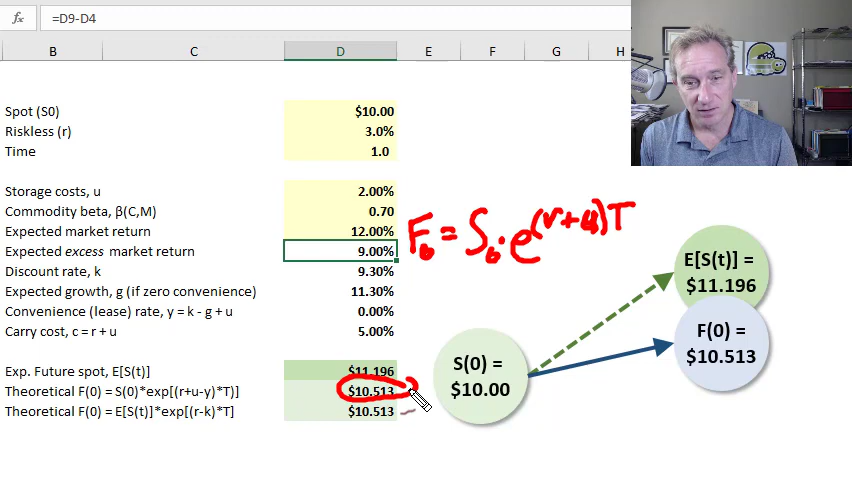 fx =D9-D4
B C D E F G H
Spot (S0) $10.00
Riskless (r) 3.0%
Time 1.0
Storage costs, u 2.00%
Commodity beta, β(C,M) 0.70
Expected market return 12.00%
Expected excess market return 9.00%
Discount rate, k 9.30%
Expected growth, g (if zero convenience) 11.30%
Convenience (lease) rate, y = k - g + u 0.00%
Carry cost, c = r + u 5.00%
Exp. Future spot, E[S(t)] $11.196
Theoretical F(0) = S(0)*exp[(r+u-y)*T)] $10.513
Theoretical F(0) = E[S(t)]*exp[(r-k)*T] $10.513
F₀ = S₀·e^(r+u)T
E[S(t)] =
$11.196
F(0) =
$10.513
S(0) =
$10.00